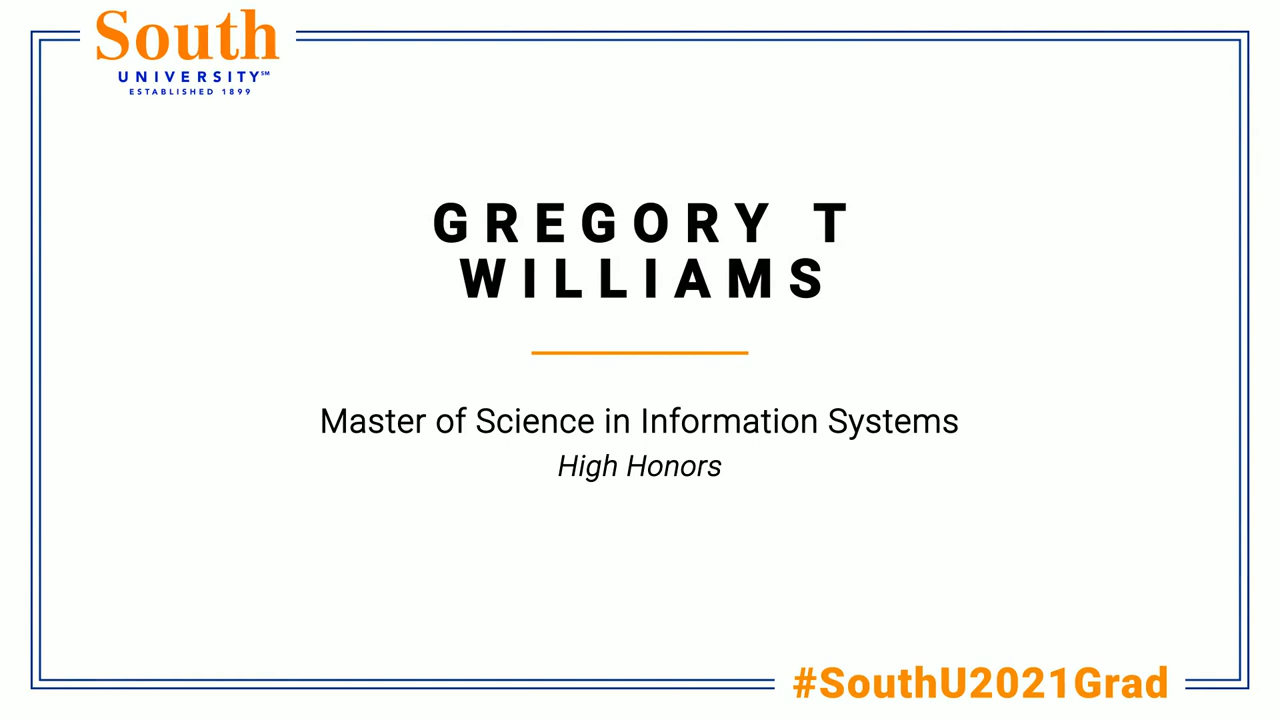 South
UNIVERSITY℠
ESTABLISHED 1899
GREGORY T
WILLIAMS
Master of Science in Information Systems
High Honors
#SouthU2021Grad